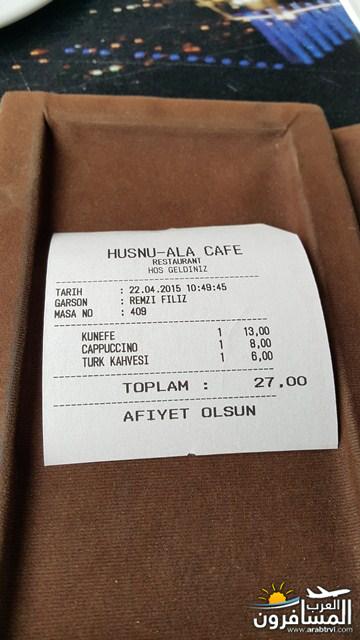 HUSNU-ALA CAFE
RESTAURANT
HOS GELDINIZ
TARIH : 22.04.2015 10:49:45
GARSON : REMZI FILIZ
MASA NO : 409
KUNEFE 1 13,00
CAPPUCCINO 1 8,00
TURK KAHVESI 1 6,00
TOPLAM : 27,00
AFIYET OLSUN
العرب
المسافرون
www.arabtrvl.com